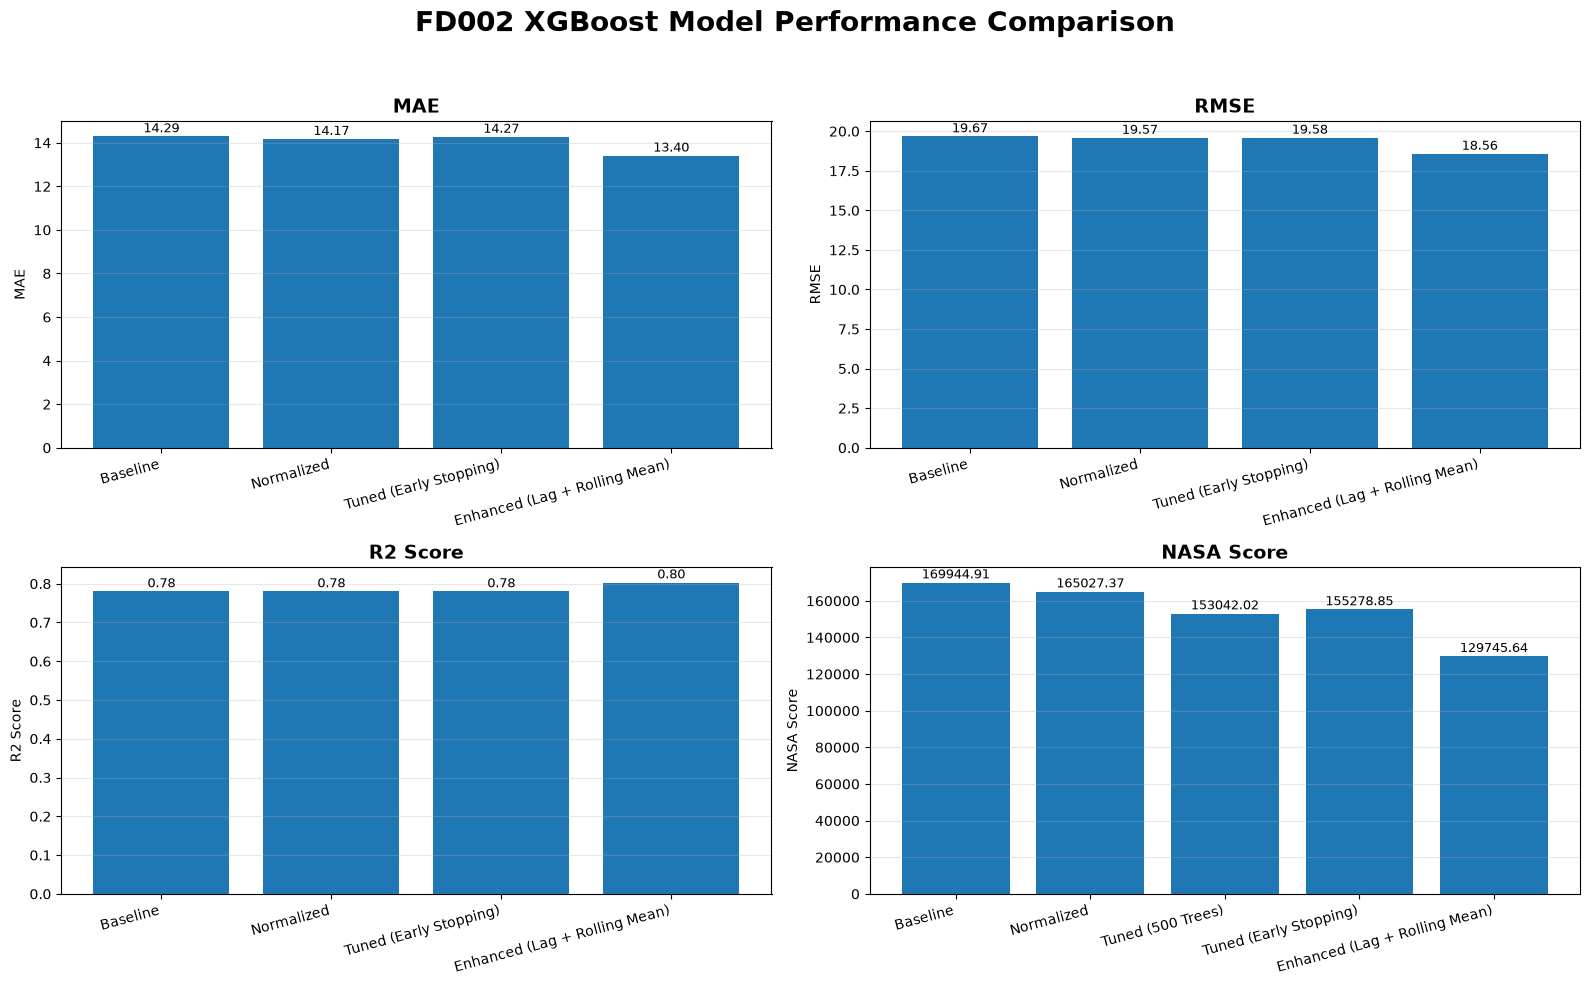 FD002 XGBoost Model Performance Comparison
MAE
14.29
14.17
14.27
13.40
14
12
10
8
6
4
2
0
MAE
Baseline
Normalized
Tuned (Early Stopping)
Enhanced (Lag + Rolling Mean)
RMSE
19.67
19.57
19.58
18.56
20.0
17.5
15.0
12.5
10.0
7.5
5.0
2.5
0.0
RMSE
Baseline
Normalized
Tuned (Early Stopping)
Enhanced (Lag + Rolling Mean)
R2 Score
0.78
0.78
0.78
0.80
0.8
0.7
0.6
0.5
0.4
0.3
0.2
0.1
0.0
R2 Score
Baseline
Normalized
Tuned (Early Stopping)
Enhanced (Lag + Rolling Mean)
NASA Score
169944.91
165027.37
153042.02
155278.85
129745.64
160000
140000
120000
100000
80000
60000
40000
20000
0
NASA Score
Baseline
Normalized
Tuned (500 Trees)
Tuned (Early Stopping)
Enhanced (Lag + Rolling Mean)